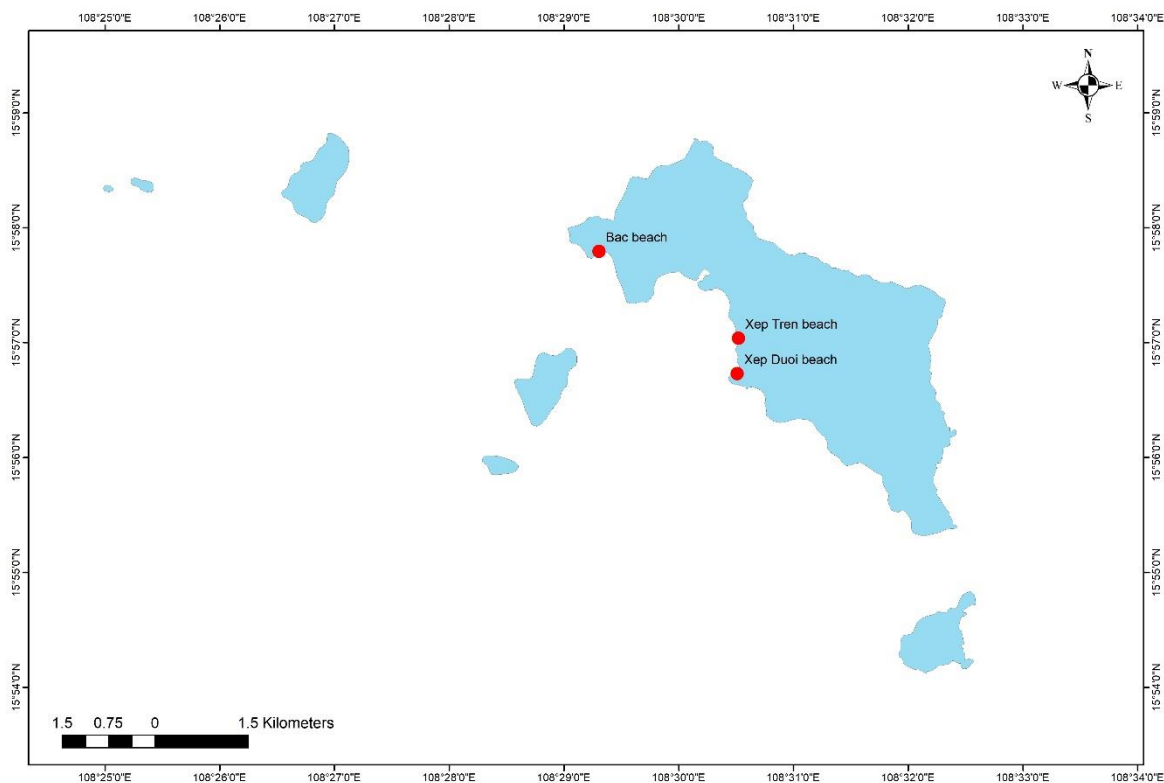 108°25'0"E 108°26'0"E 108°27'0"E 108°28'0"E 108°29'0"E 108°30'0"E 108°31'0"E 108°32'0"E 108°33'0"E 108°34'0"E
N
W E
S
15°59'0"N 15°59'0"N
15°58'0"N 15°58'0"N
Bac beach
Xep Tren beach
15°57'0"N 15°57'0"N
Xep Duoi beach
15°56'0"N 15°56'0"N
15°55'0"N 15°55'0"N
15°54'0"N 15°54'0"N
1.5 0.75 0 1.5 Kilometers
108°25'0"E 108°26'0"E 108°27'0"E 108°28'0"E 108°29'0"E 108°30'0"E 108°31'0"E 108°32'0"E 108°33'0"E 108°34'0"E